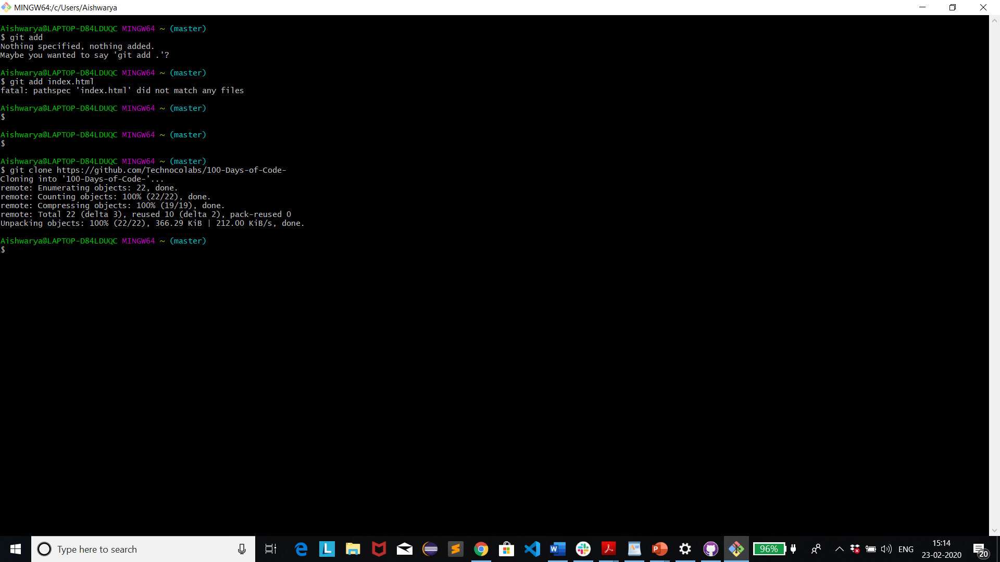 MINGW64:/c/Users/Aishwarya
Aishwarya@LAPTOP-D84LDUQC MINGW64 ~ (master)
$ git add
Nothing specified, nothing added.
Maybe you wanted to say 'git add .'?
Aishwarya@LAPTOP-D84LDUQC MINGW64 ~ (master)
$ git add index.html
fatal: pathspec 'index.html' did not match any files
Aishwarya@LAPTOP-D84LDUQC MINGW64 ~ (master)
$
Aishwarya@LAPTOP-D84LDUQC MINGW64 ~ (master)
$
Aishwarya@LAPTOP-D84LDUQC MINGW64 ~ (master)
$ git clone https://github.com/Technocolabs/100-Days-of-Code-
Cloning into '100-Days-of-Code-'...
remote: Enumerating objects: 22, done.
remote: Counting objects: 100% (22/22), done.
remote: Compressing objects: 100% (19/19), done.
remote: Total 22 (delta 3), reused 10 (delta 2), pack-reused 0
Unpacking objects: 100% (22/22), 366.29 KiB | 212.00 KiB/s, done.
Aishwarya@LAPTOP-D84LDUQC MINGW64 ~ (master)
$
Type here to search
L
W
P
96%
ENG
15:14
23-02-2020
20